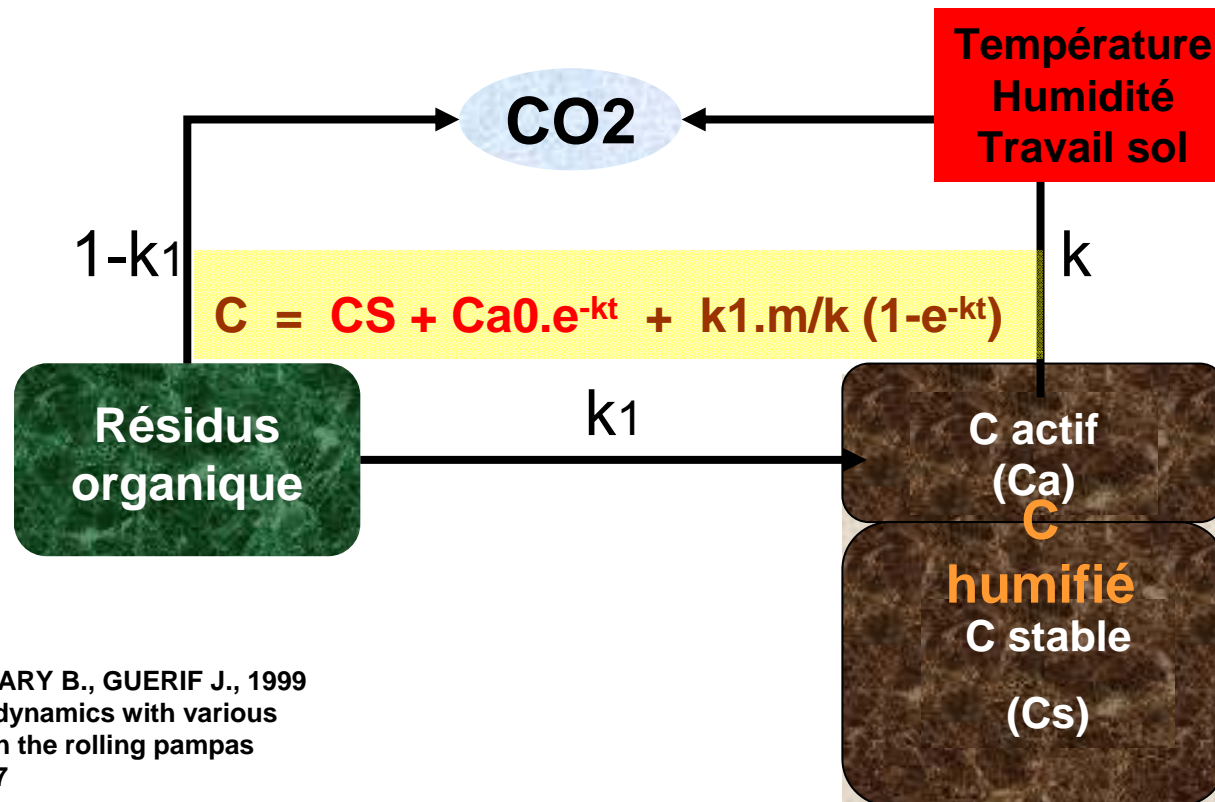 Température
Humidité
Travail sol
CO2
1-k1
k
C = CS + Ca0.e-kt + k1.m/k (1-e-kt)
Résidus
organique
k1
C actif
(Ca)
C
humifié
C stable
(Cs)
ARY B., GUERIF J., 1999
dynamics with various
n the rolling pampas
7